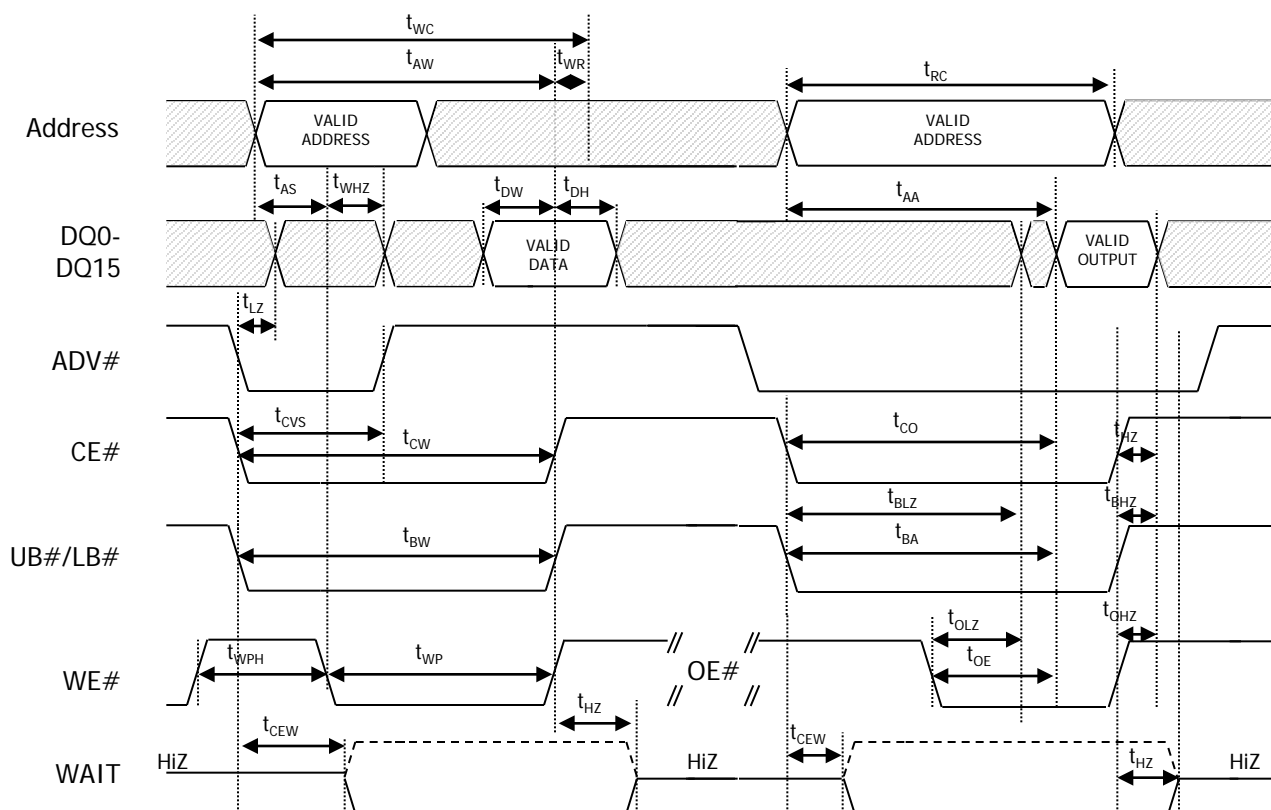 tWC
tAW
tWR
tRC
Address
VALID
ADDRESS
VALID
ADDRESS
tAS
tWHZ
tDW
tDH
tAA
DQ0-
DQ15
VALID
DATA
VALID
OUTPUT
tLZ
ADV#
tCVS
tCW
tCO
tHZ
CE#
tBLZ
tBHZ
tBW
tBA
UB#/LB#
tOLZ
tOHZ
tWPH
tWP
tOE
WE#
OE#
tCEW
tHZ
tCEW
tHZ
WAIT
HiZ
HiZ
HiZ